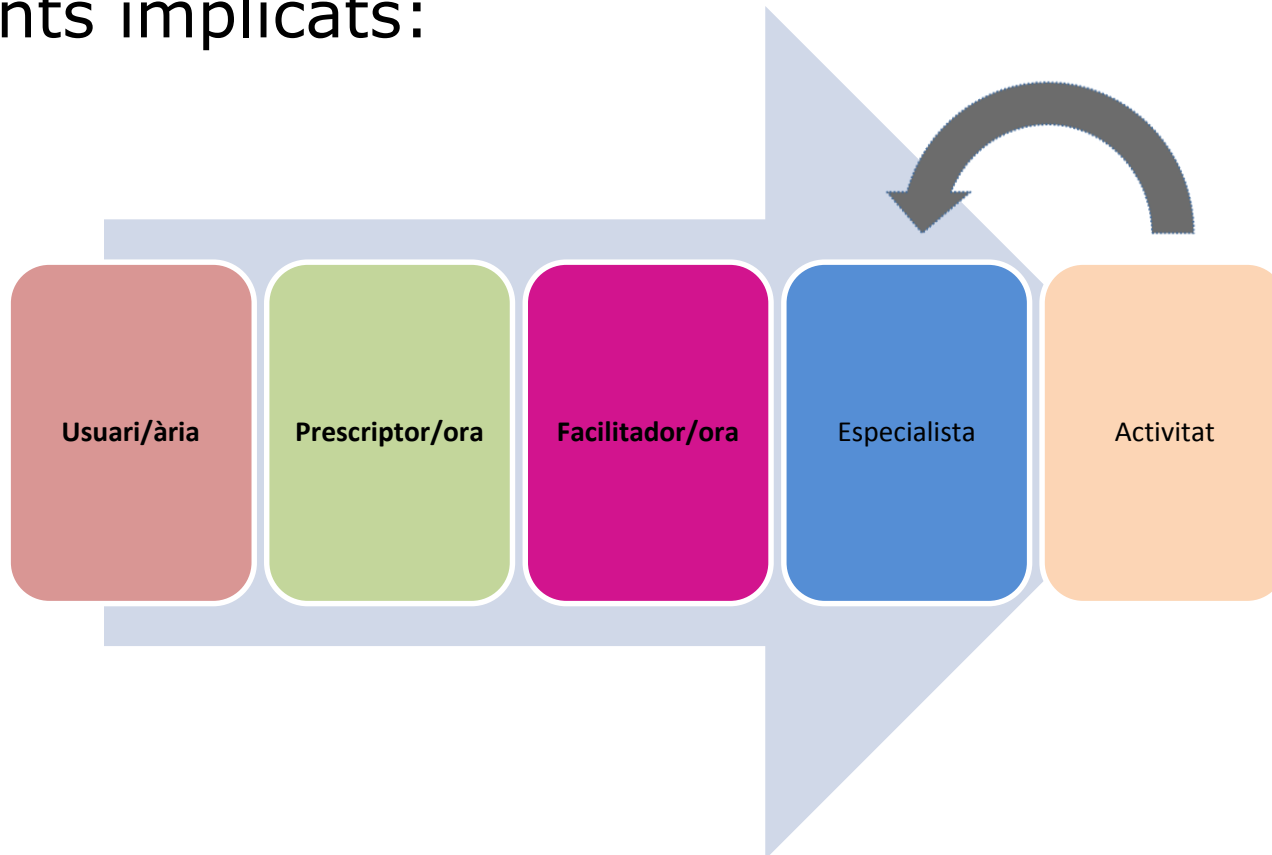 nts implicats:
Usuari/ària
Prescriptor/ora
Facilitador/ora
Especialista
Activitat